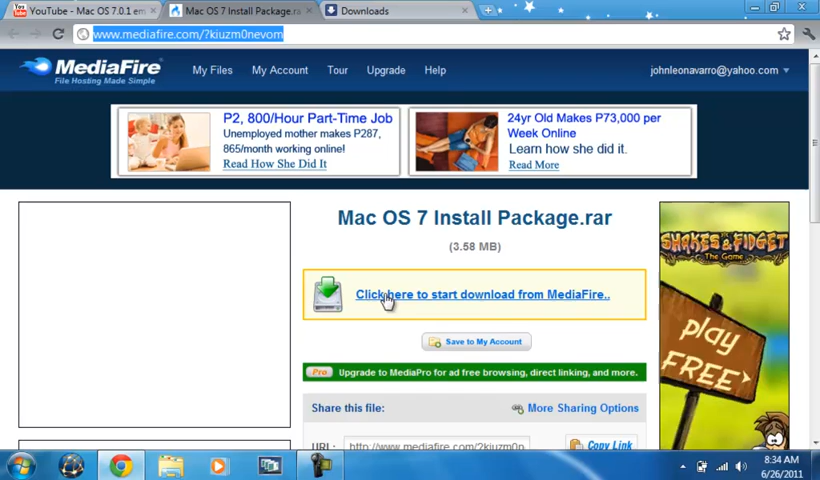 YouTube - Mac OS 7.0.1 em
Mac OS 7 Install Package.ra
Downloads
www.mediafire.com/?kiuzm0nevom
MediaFire
File Hosting Made Simple
My Files
My Account
Tour
Upgrade
Help
johnleonavarro@yahoo.com
P2, 800/Hour Part-Time Job
Unemployed mother makes P287,
865/month working online!
Read How She Did It
24yr Old Makes P73,000 per
Week Online
Learn how she did it.
Read More
Mac OS 7 Install Package.rar
(3.58 MB)
Click here to start download from MediaFire..
Save to My Account
Pro Upgrade to MediaPro for ad free browsing, direct linking, and more.
Share this file:
More Sharing Options
URL:
http://www.mediafire.com/?kiuzm0n
Copy Link
SHAKES & FIDGET
The Game
play
FREE
8:34 AM
6/26/2011